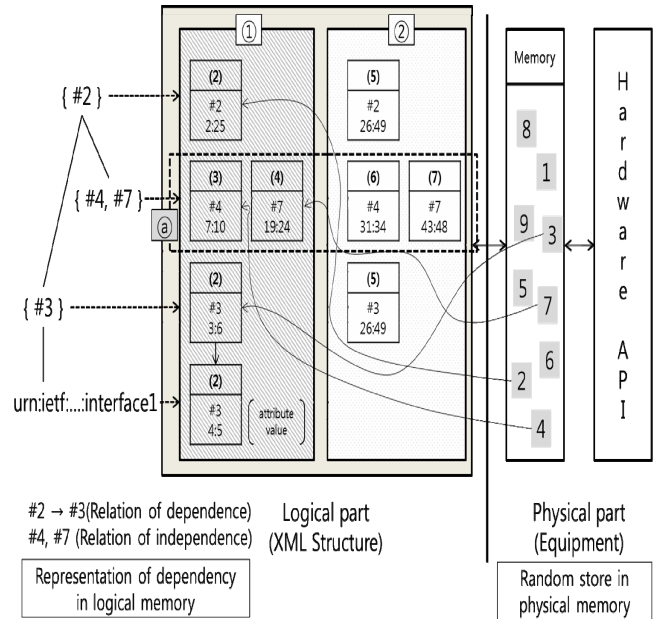 ①
②
{ #2 }
{ #4, #7 }
ⓐ
{ #3 }
urn:ietf:....:interface1
(2)
#2
2:25
(3)
#4
7:10
(4)
#7
19:24
(2)
#3
3:6
(2)
#3
4:5
attribute
value
(5)
#2
26:49
(6)
#4
31:34
(7)
#7
43:48
(5)
#3
26:49
Memory
8
1
9
3
5
7
6
2
4
Hardware API
#2 → #3(Relation of dependence)
#4, #7 (Relation of independence)
Representation of dependency
in logical memory
Logical part
(XML Structure)
Physical part
(Equipment)
Random store in
physical memory